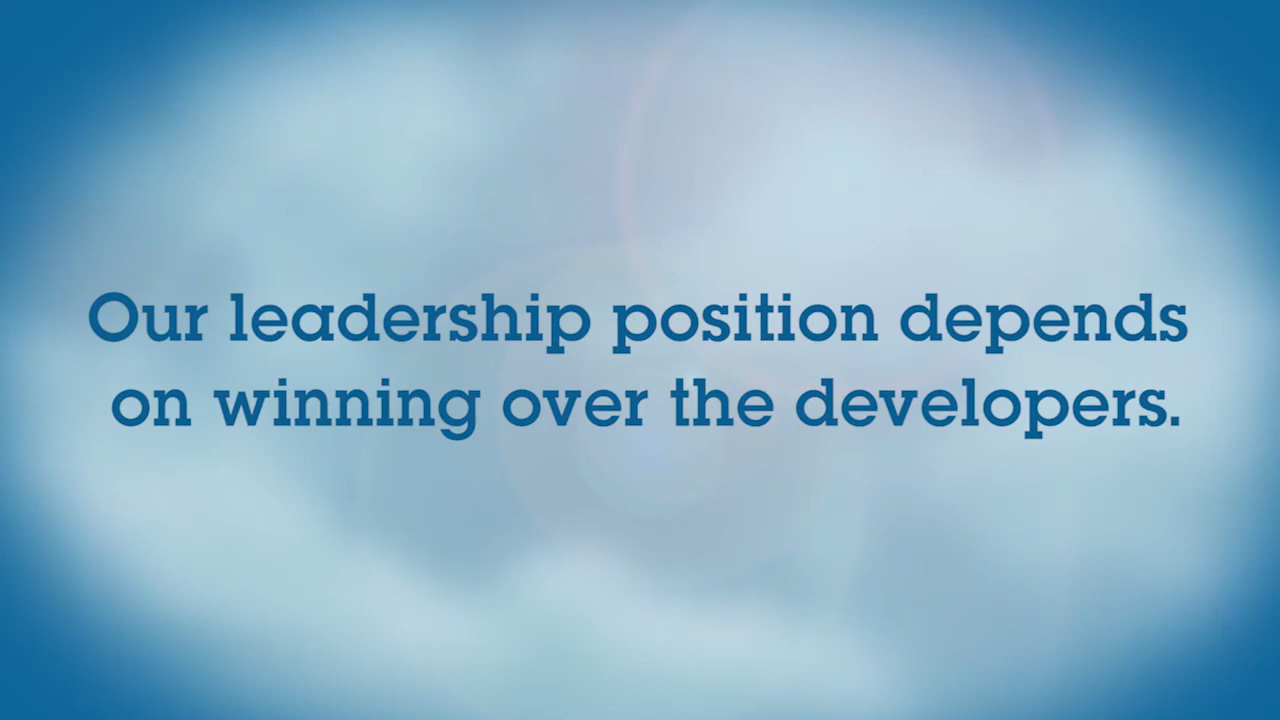 Our leadership position depends
on winning over the developers.